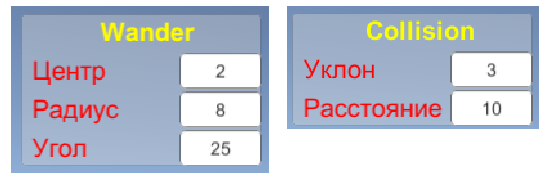 Wander
Центр 2
Радиус 8
Угол 25
Collision
Уклон 3
Расстояние 10